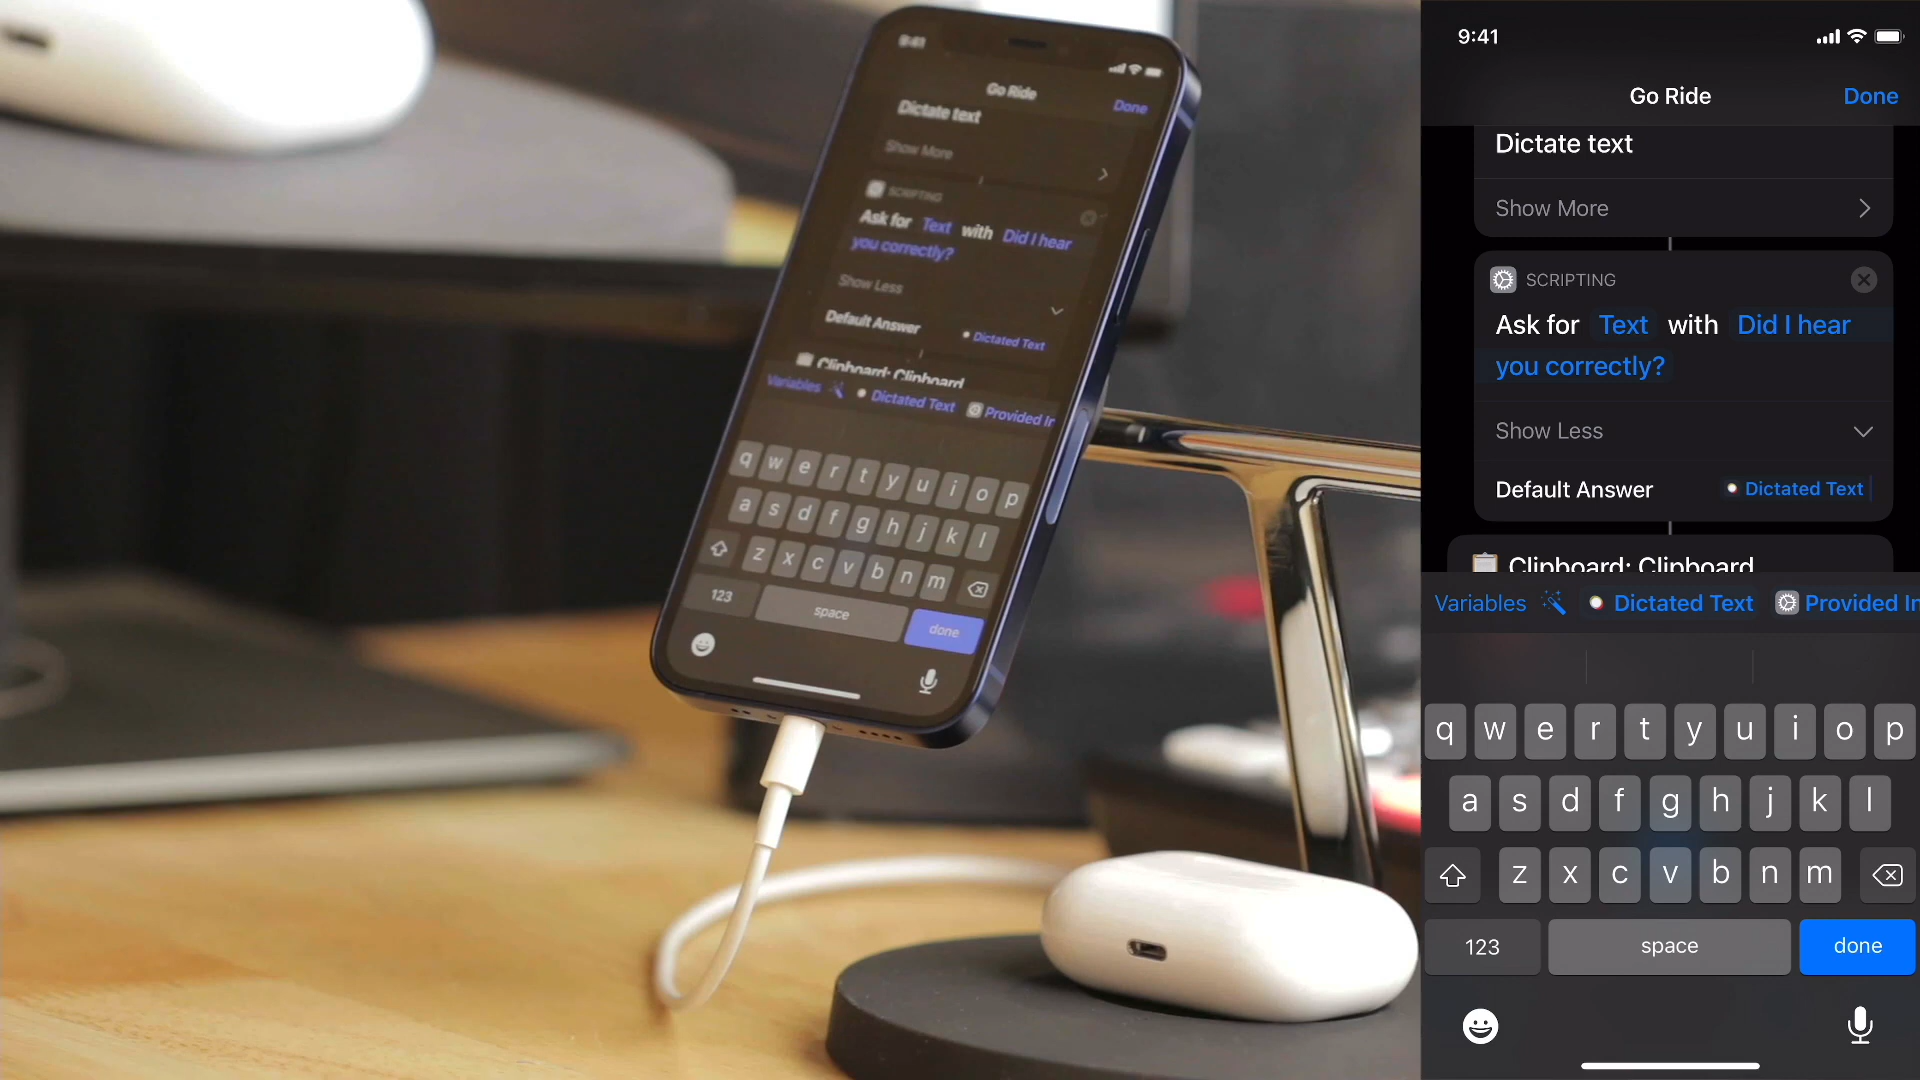 9:41
Go Ride
Done
Dictate text
Show More
SCRIPTING
Ask for Text with Did I hear
you correctly?
Show Less
Default Answer
Dictated Text
Clipboard: Clipboard
Variables
Dictated Text
Provided In
q w e r t y u i o p
a s d f g h j k l
z x c v b n m
123
space
done
9:41
Go Ride
Done
Dictate text
Show More
SCRIPTING
Ask for Text with Did I hear
you correctly?
Show Less
Default Answer
Dictated Text
Clipboard: Clipboard
Variables
Dictated Text
Provided In
q w e r t y u i o p
a s d f g h j k l
z x c v b n m
123
space
done